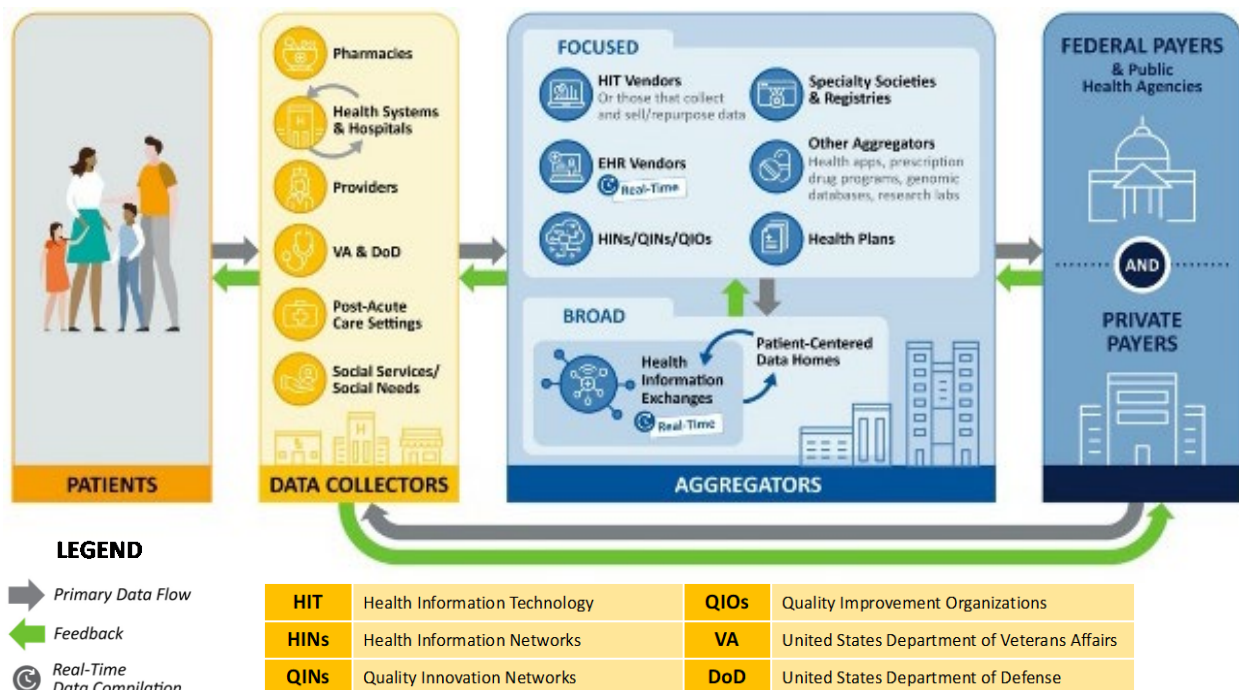 Pharmacies
Health Systems
& Hospitals
Providers
VA & DoD
Post-Acute
Care Settings
Social Services/
Social Needs
H
H
PATIENTS
DATA COLLECTORS
FOCUSED
HIT Vendors
Or those that collect
and sell/repurpose data
EHR Vendors
Real-Time
HINs/QINs/QIOs
Specialty Societies
& Registries
Other Aggregators
Health apps, prescription
drug programs, genomic
databases, research labs
Health Plans
BROAD
Health
Information
Exchanges
Real-Time
Patient-Centered
Data Homes
AGGREGATORS
FEDERAL PAYERS
& Public
Health Agencies
AND
PRIVATE
PAYERS
LEGEND
Primary Data Flow
Feedback
Real-Time
Data Compilation
HIT Health Information Technology QIOs Quality Improvement Organizations
HINs Health Information Networks VA United States Department of Veterans Affairs
QINs Quality Innovation Networks DoD United States Department of Defense